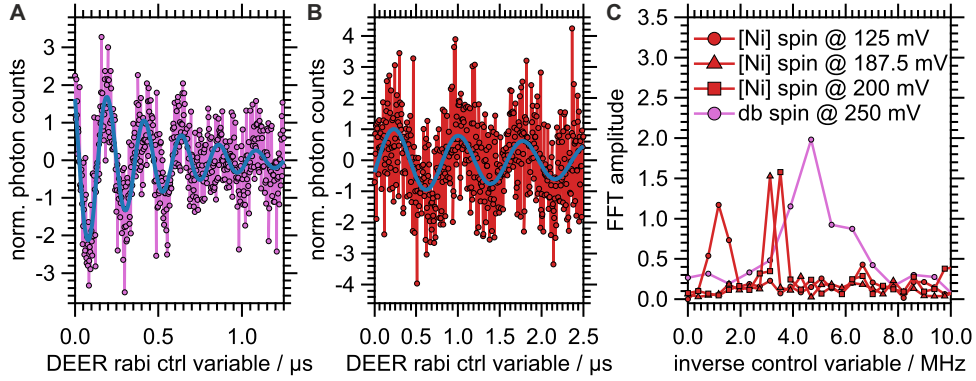 A
norm. photon counts
3
2
1
0
-1
-2
-3
0.0 0.5 1.0
DEER rabi ctrl variable / µs
B
norm. photon counts
4
3
2
1
0
-1
-2
-3
-4
0.0 0.5 1.0 1.5 2.0 2.5
DEER rabi ctrl variable / µs
C
FFT amplitude
3.5
3.0
2.5
2.0
1.5
1.0
0.5
0.0
[Ni] spin @ 125 mV
[Ni] spin @ 187.5 mV
[Ni] spin @ 200 mV
db spin @ 250 mV
0.0 2.0 4.0 6.0 8.0 10.0
inverse control variable / MHz